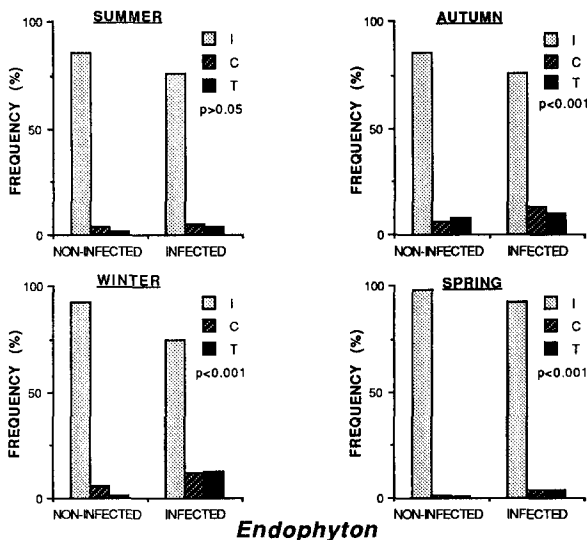 SUMMER
FREQUENCY (%)
100
50
0
I
C
T
p>0.05
NON-INFECTED
INFECTED
AUTUMN
FREQUENCY (%)
100
50
0
I
C
T
p<0.001
NON-INFECTED
INFECTED
WINTER
FREQUENCY (%)
100
50
0
I
C
T
p<0.001
NON-INFECTED
INFECTED
SPRING
FREQUENCY (%)
100
50
0
I
C
T
p<0.001
NON-INFECTED
INFECTED
Endophyton